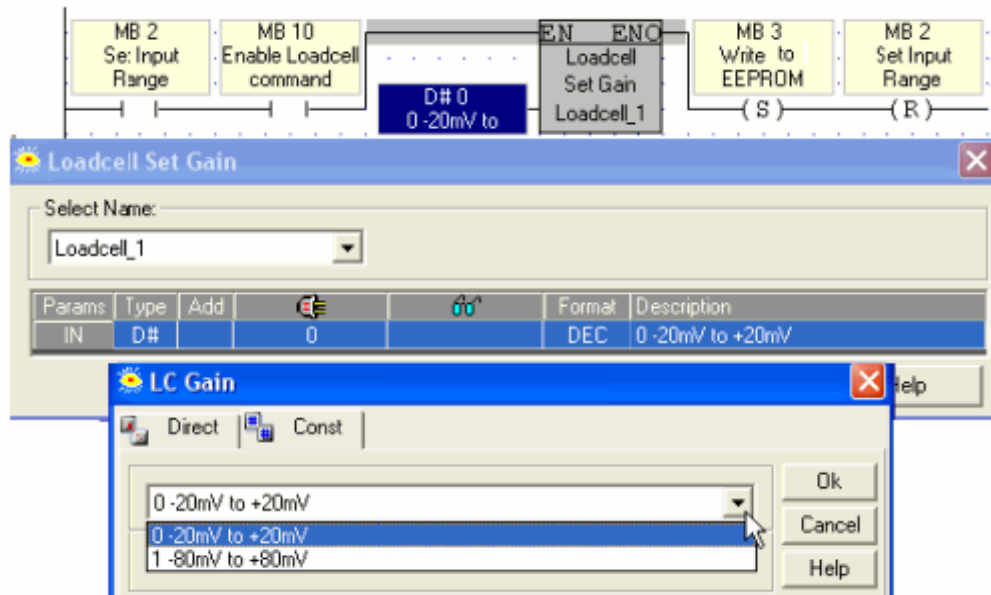 MB 2
Se: Input
Range
MB 10
Enable Loadcell
command
D# 0
0 -20mV to
EN ENO
Loadcell
Set Gain
Loadcell_1
MB 3
Write to
EEPROM
( S )
MB 2
Set Input
Range
( R )
Loadcell Set Gain
Select Name:
Loadcell_1
Params Type Add Format Description
IN D# 0 DEC 0 -20mV to +20mV
Help
LC Gain
Direct Const
0 -20mV to +20mV
0 -20mV to +20mV
1 -80mV to +80mV
Ok
Cancel
Help